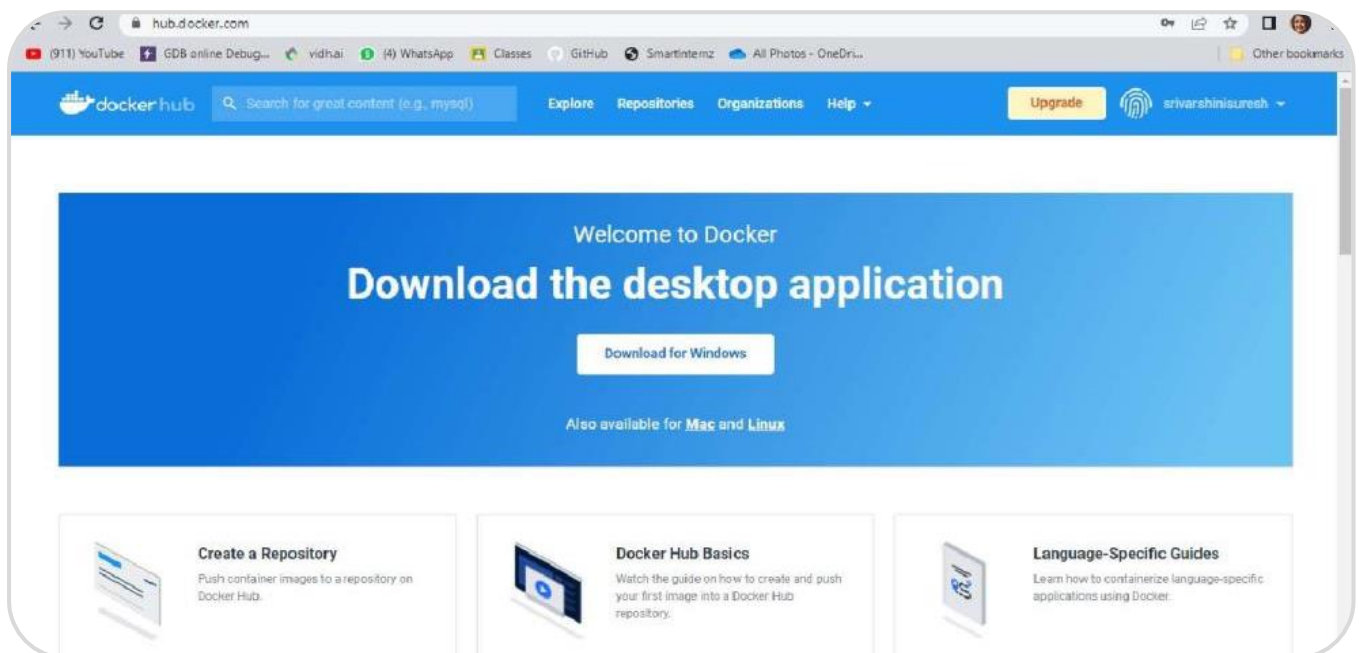 hub.docker.com
(911) YouTube GDB online Debug... vidh.ai (4) WhatsApp Classes GitHub Smartinternz All Photos - OneDri... Other bookmarks
docker hub Search for great content (e.g., mysql) Explore Repositories Organizations Help Upgrade srivarshinisuresh
Welcome to Docker
Download the desktop application
Download for Windows
Also available for Mac and Linux
Create a Repository
Push container images to a repository on
Docker Hub.
Docker Hub Basics
Watch the guide on how to create and push
your first image into a Docker Hub
repository.
Language-Specific Guides
Learn how to containerize language-specific
applications using Docker.